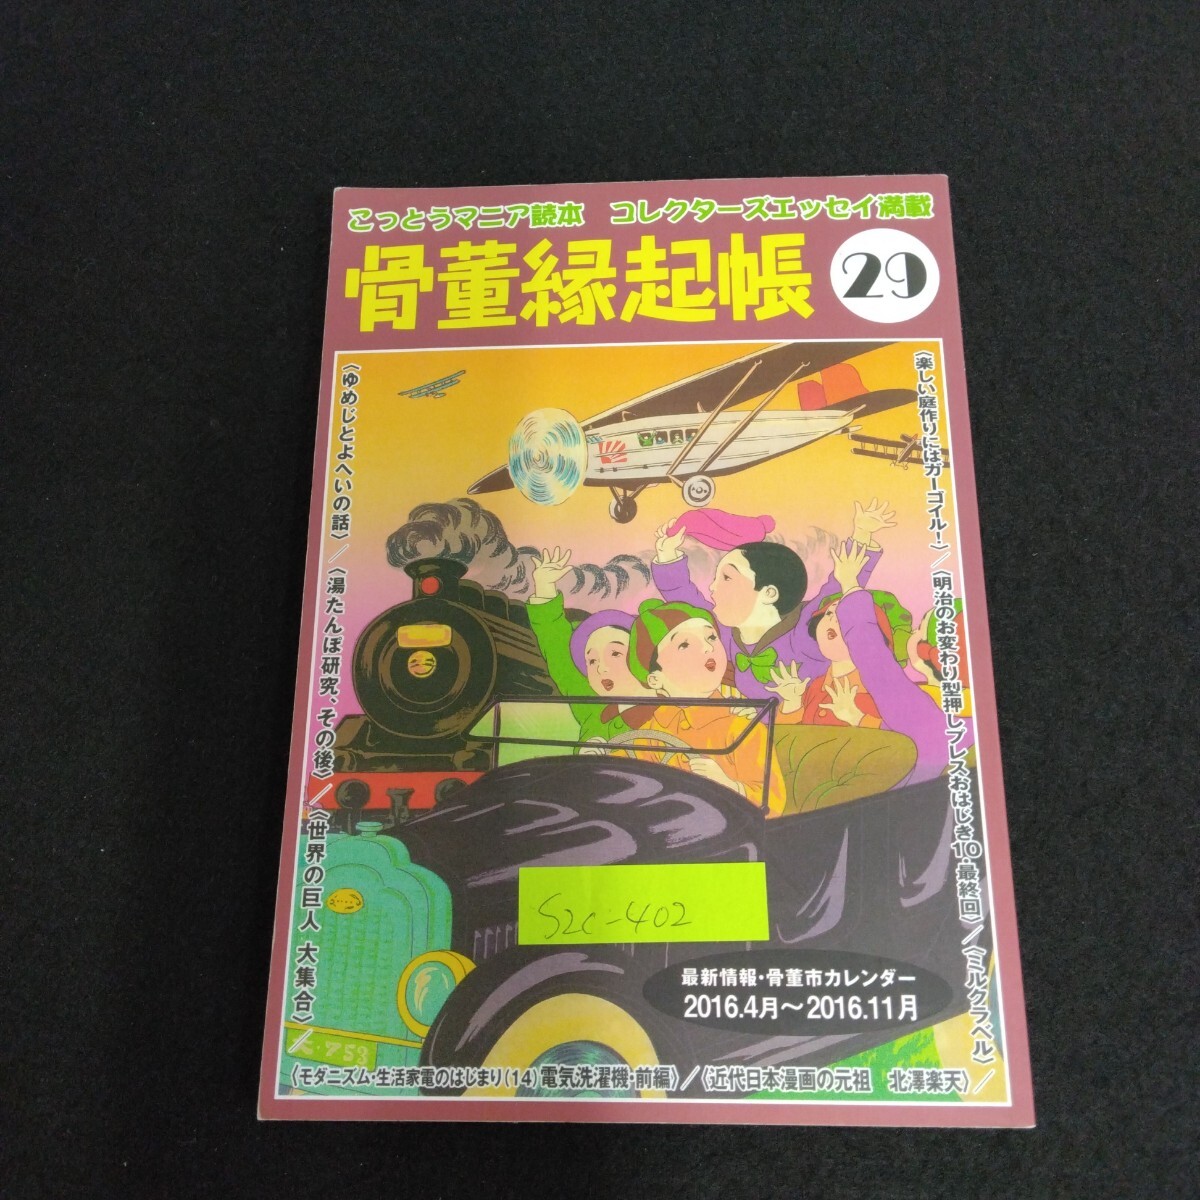 こっとうマニア読本　コレクターズエッセイ満載
骨董縁起帳
29
〈楽しい庭作りにはガーゴイル!〉／〈明治のお変わり型押しプレスおはじき10・最終回〉／〈ミルクラベル〉／
〈ゆめじとよへいの話〉／〈湯たんぽ研究、その後〉／〈世界の巨人 大集合〉／
S2c-402
最新情報・骨董市カレンダー
2016.4月～2016.11月
753
〈モダニズム・生活家電のはじまり(14)電気洗濯機・前編〉／〈近代日本漫画の元祖　北澤楽天〉／